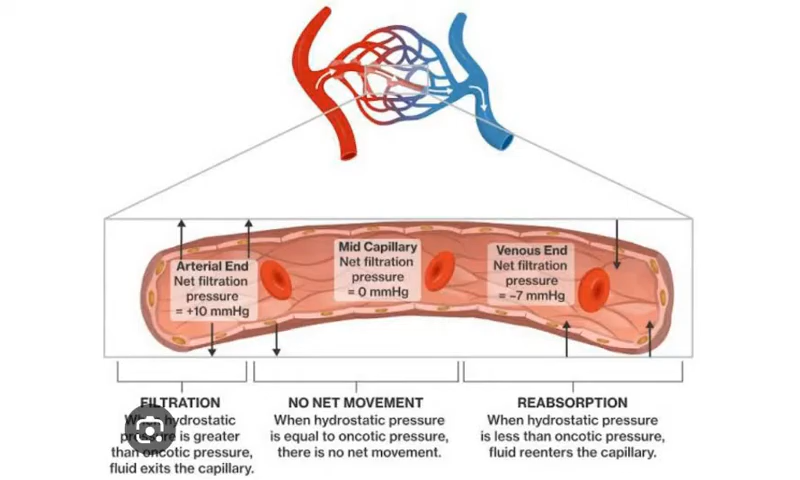 Arterial End
Net filtration
pressure
= +10 mmHg
Mid Capillary
Net filtration
pressure
= 0 mmHg
Venous End
Net filtration
pressure
= –7 mmHg
FILTRATION
When hydrostatic
pressure is greater
than oncotic pressure,
fluid exits the capillary.
NO NET MOVEMENT
When hydrostatic pressure
is equal to oncotic pressure,
there is no net movement.
REABSORPTION
When hydrostatic pressure
is less than oncotic pressure,
fluid reenters the capillary.